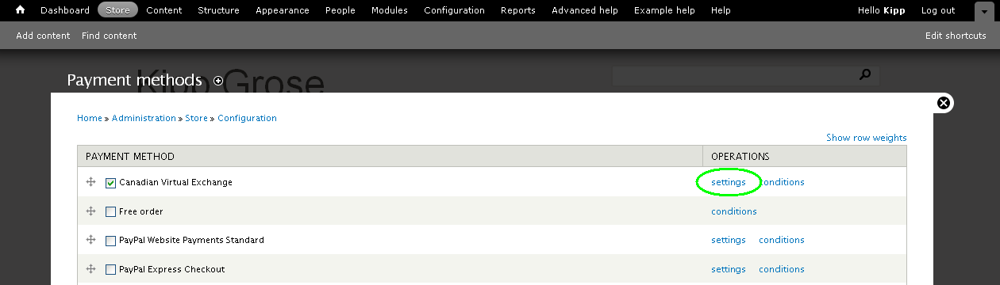 Dashboard Store Content Structure Appearance People Modules Configuration Reports Advanced help Example help Help Hello Kipp Log out
Add content Find content Edit shortcuts
Kipp Grose
Payment methods
Home » Administration » Store » Configuration
Show row weights
PAYMENT METHOD OPERATIONS
Canadian Virtual Exchange settings conditions
Free order conditions
PayPal Website Payments Standard settings conditions
PayPal Express Checkout settings conditions